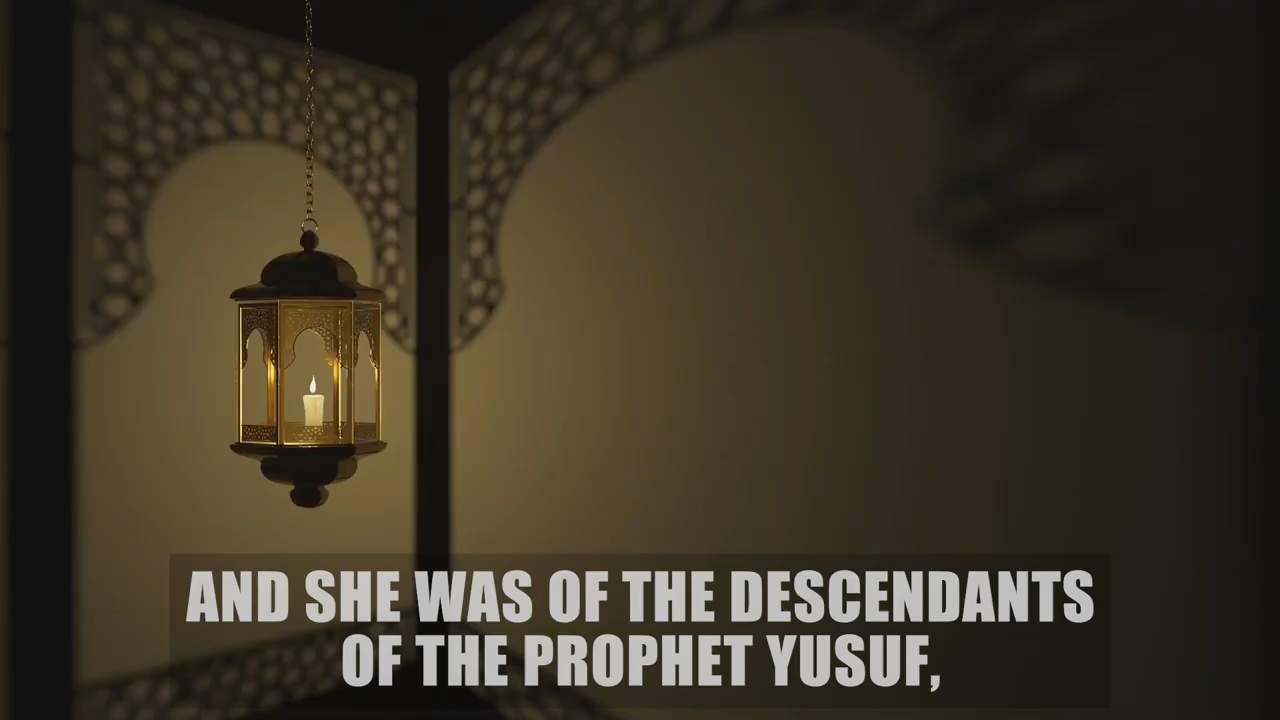 AND SHE WAS OF THE DESCENDANTS
OF THE PROPHET YUSUF,